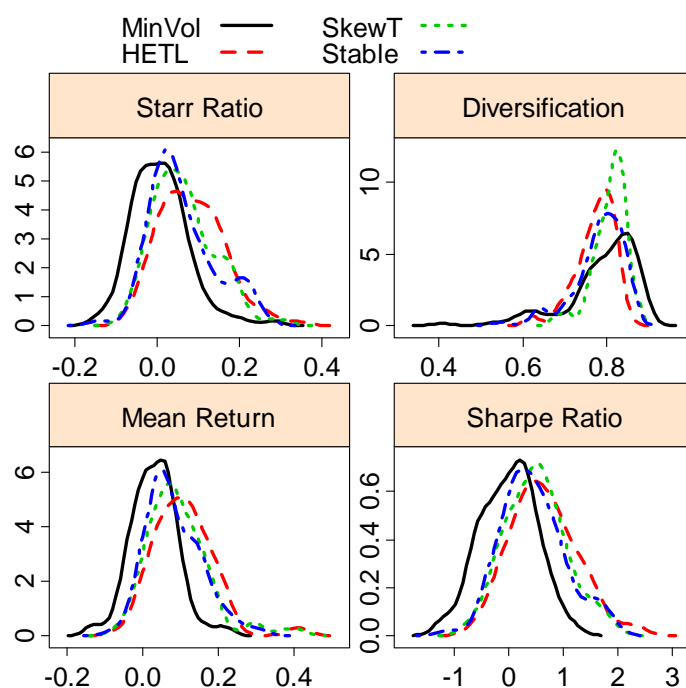 MinVol SkewT
HETL Stable
Starr Ratio Diversification
0 1 2 3 4 5 6
-0.2 0.0 0.2 0.4
0 5 10
0.4 0.6 0.8
Mean Return Sharpe Ratio
0 2 4 6
-0.2 0.0 0.2 0.4
0.0 0.2 0.4 0.6
-1 0 1 2 3